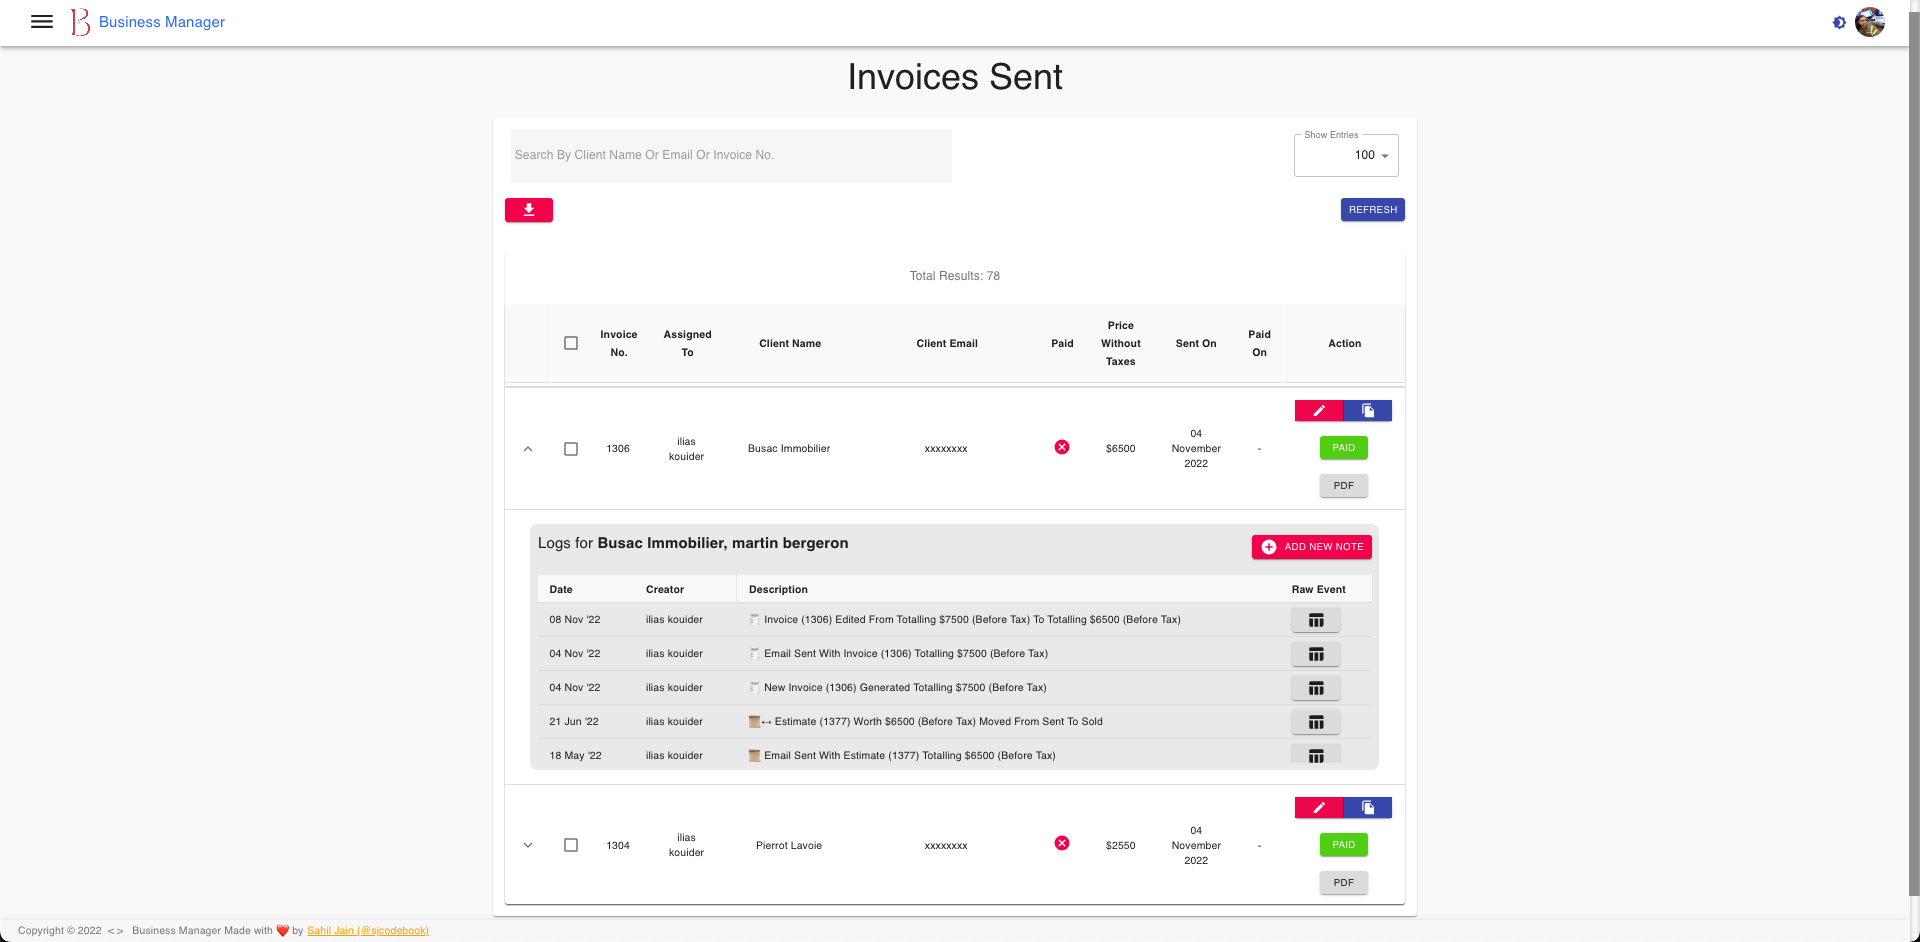 B Business Manager
Invoices Sent
Search By Client Name Or Email Or Invoice No.
Show Entries
100
REFRESH
Total Results: 78
Invoice No. Assigned To Client Name Client Email Paid Price Without Taxes Sent On Paid On Action
1306 ilias kouider Busac Immobilier xxxxxxxx $6500 04 November 2022 -
PAID
PDF
Logs for Busac Immobilier, martin bergeron
ADD NEW NOTE
Date Creator Description Raw Event
08 Nov '22 ilias kouider Invoice (1306) Edited From Totalling $7500 (Before Tax) To Totalling $6500 (Before Tax)
04 Nov '22 ilias kouider Email Sent With Invoice (1306) Totalling $7500 (Before Tax)
04 Nov '22 ilias kouider New Invoice (1306) Generated Totalling $7500 (Before Tax)
21 Jun '22 ilias kouider ↔ Estimate (1377) Worth $6500 (Before Tax) Moved From Sent To Sold
18 May '22 ilias kouider Email Sent With Estimate (1377) Totalling $6500 (Before Tax)
1304 ilias kouider Pierrot Lavoie xxxxxxxx $2550 04 November 2022 -
PAID
PDF
Copyright © 2022 <> Business Manager Made with ❤️ by Sahil Jain (@sjcodebook)